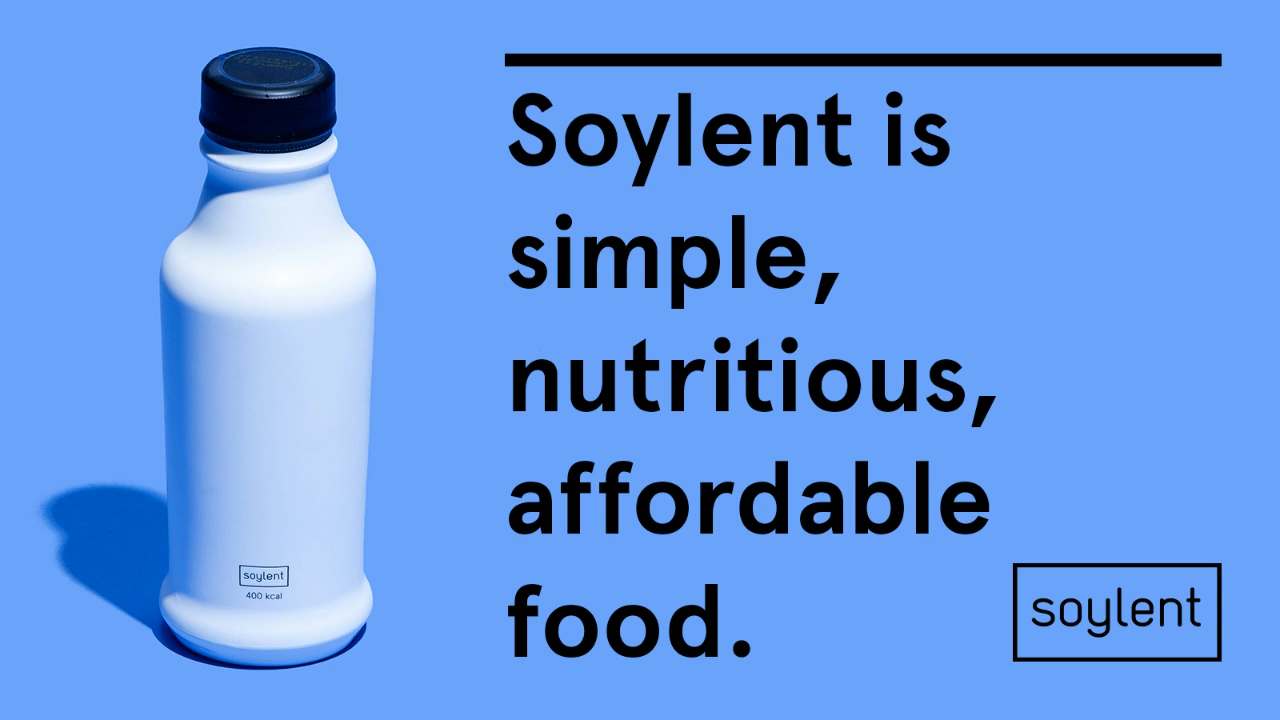 Soylent is
simple,
nutritious,
affordable
food.
soylent
soylent
400 kcal